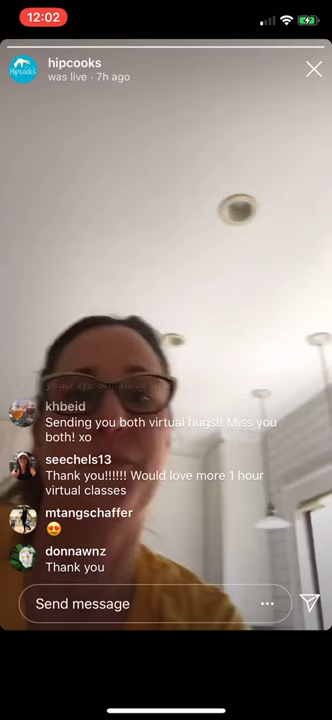 12:02
hipcooks
was live · 7h ago
Hipcooks
khbeid
Sending you both virtual hugs!! Miss you
both! xo
seechels13
Thank you!!!!!! Would love more 1 hour
virtual classes
mtangschaffer
😍
donnawnz
Thank you
Send message